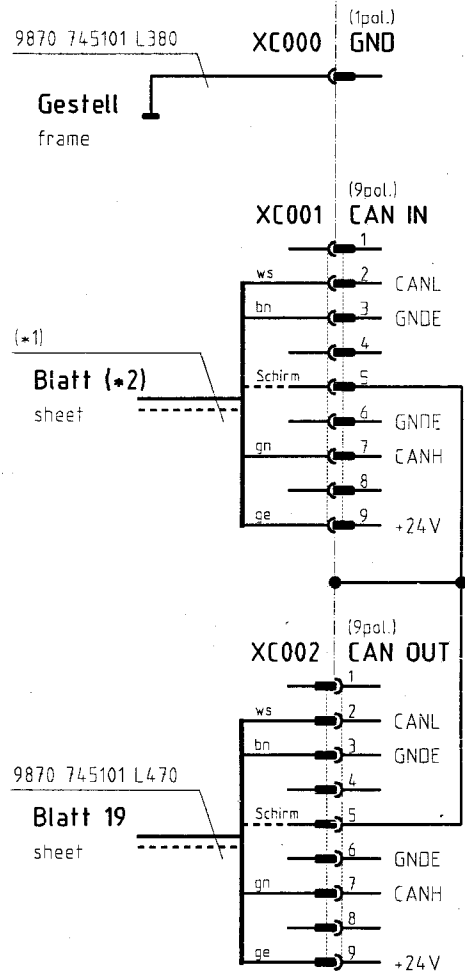 (1pol.)
9870 745101 L380 XC000 GND
Gestell
frame
(9pol.)
XC001 CAN IN
1
ws 2 CANL
bn 3 GNDE
(*1)
4
Blatt (*2) Schirm 5
sheet
6 GNDE
gn 7 CANH
8
ge 9 +24V
(9pol.)
XC002 CAN OUT
1
ws 2 CANL
bn 3 GNDE
9870 745101 L470
4
Blatt 19 Schirm 5
sheet
6 GNDE
gn 7 CANH
8
ge 9 +24V